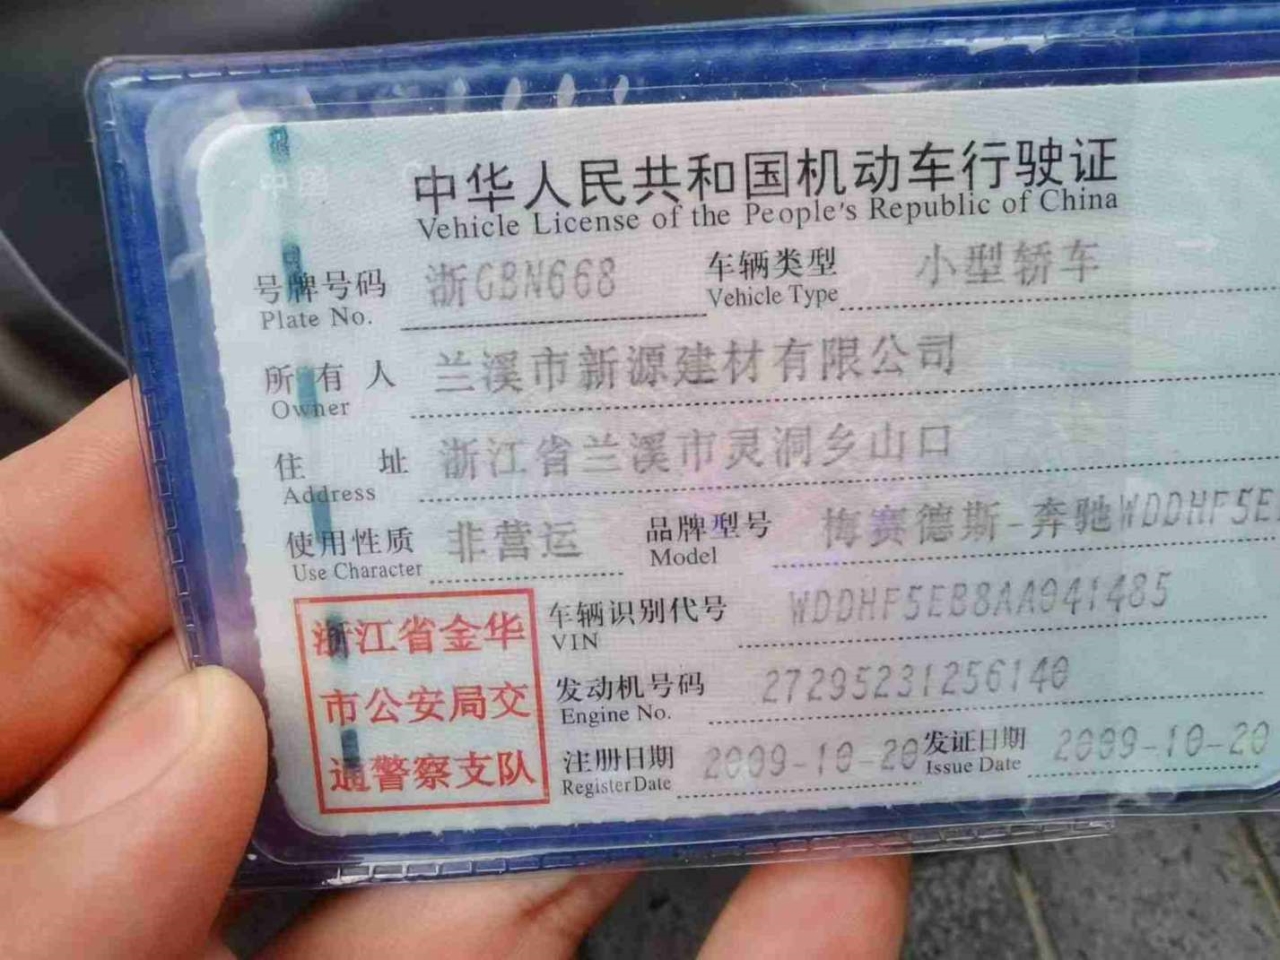 中华人民共和国机动车行驶证
Vehicle License of the People's Republic of China
号牌号码 浙GBN668 车辆类型 小型轿车
Plate No. Vehicle Type
所有人 兰溪市新源建材有限公司
Owner
住址 浙江省兰溪市灵洞乡山口
Address
使用性质 非营运 品牌型号 梅赛德斯-奔驰WDDHF5E
Use Character Model
车辆识别代号 WDDHF5EB8AA041485
VIN
发动机号码 27295231256140
Engine No.
注册日期 2009-10-20 发证日期 2009-10-20
Register Date Issue Date
浙江省金华
市公安局交
通警察支队